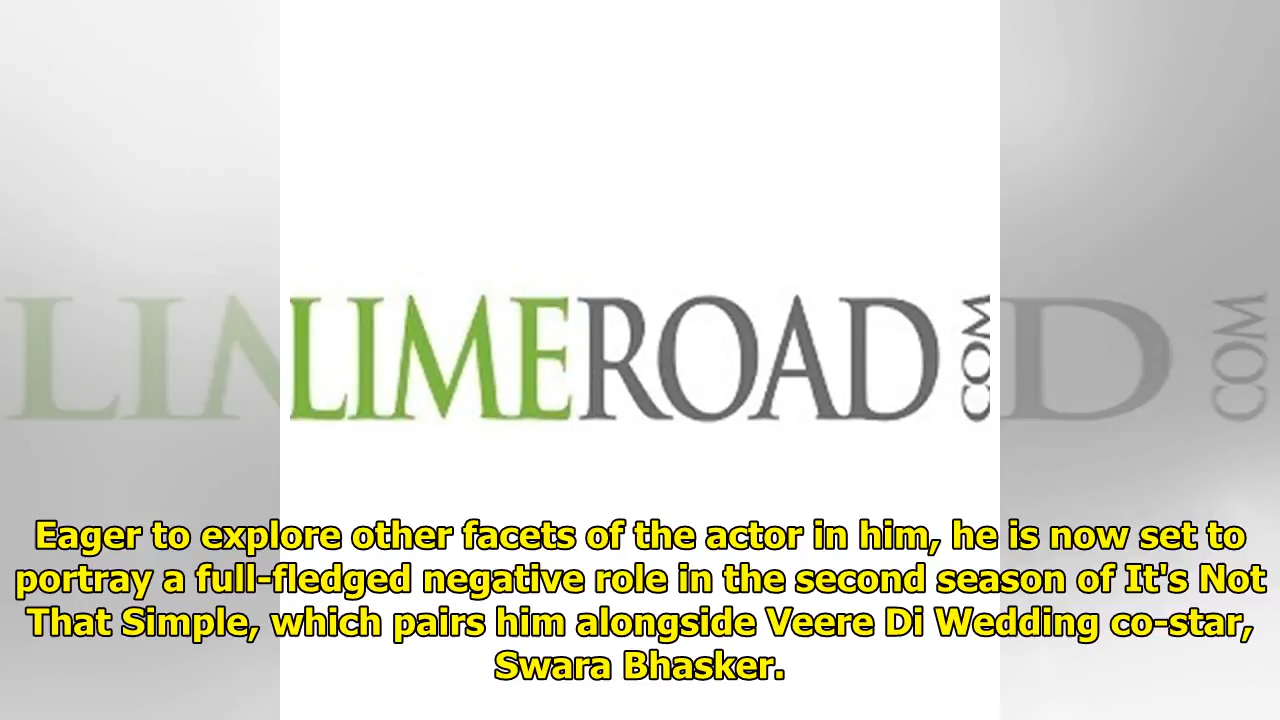 LIMEROAD
COM
Eager to explore other facets of the actor in him, he is now set to
portray a full-fledged negative role in the second season of It's Not
That Simple, which pairs him alongside Veere Di Wedding co-star,
Swara Bhasker.